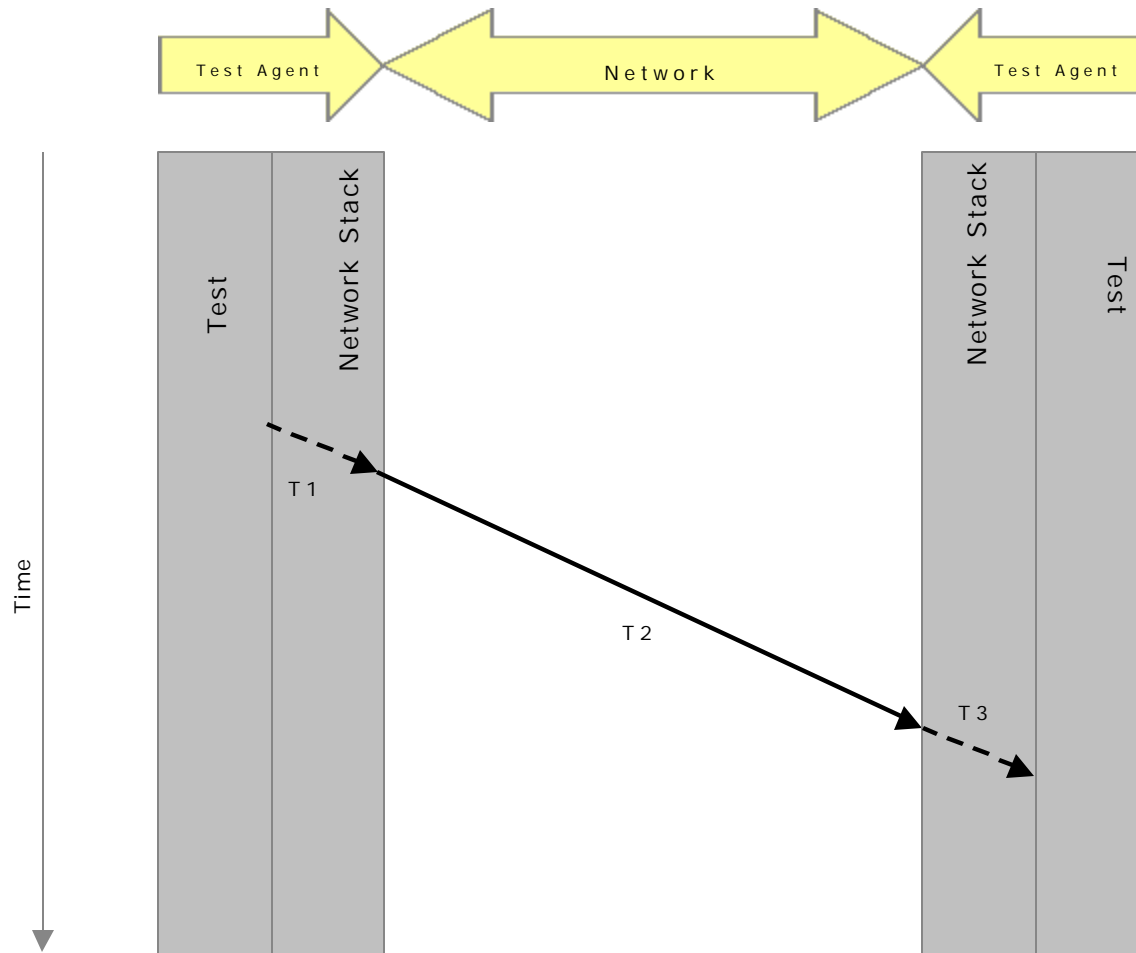 Test Agent
Network
Test Agent
Test
Network Stack
Network Stack
Test
T1
Time
T2
T3